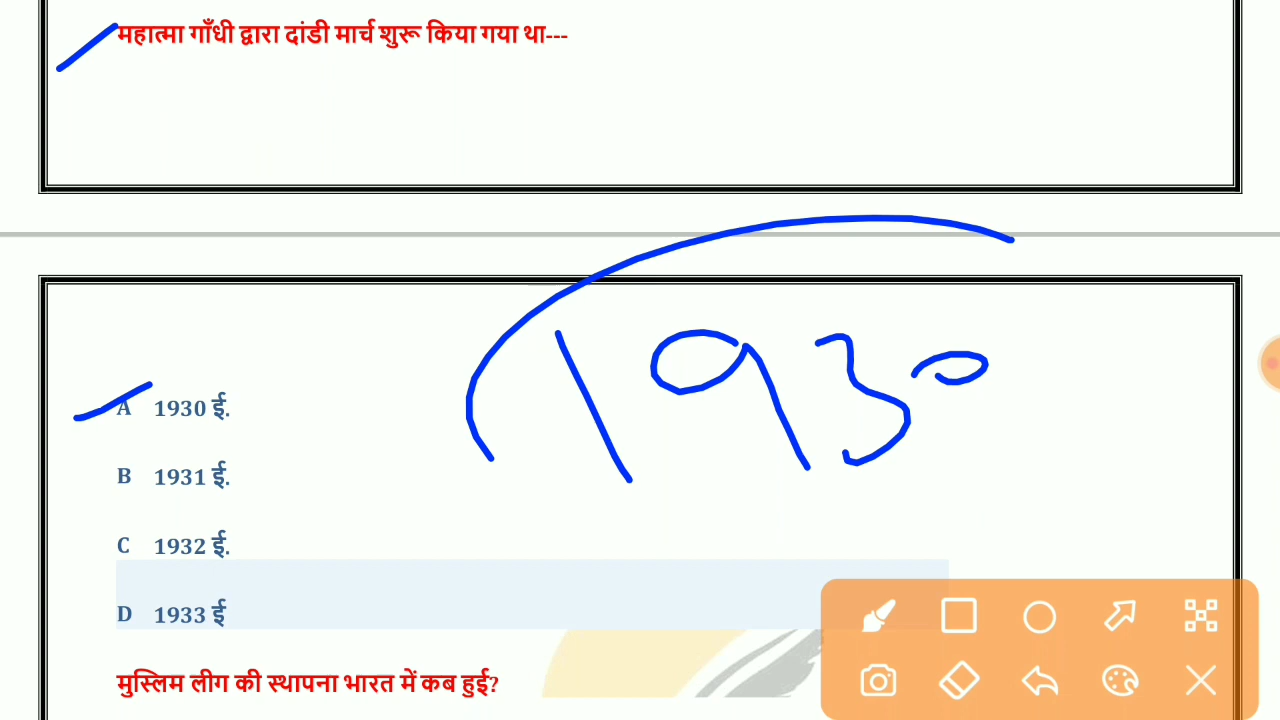 महात्मा गाँधी द्वारा दांडी मार्च शुरू किया गया था---
1930
A 1930 ई.
B 1931 ई.
C 1932 ई.
D 1933 ई
मुस्लिम लीग की स्थापना भारत में कब हुई?